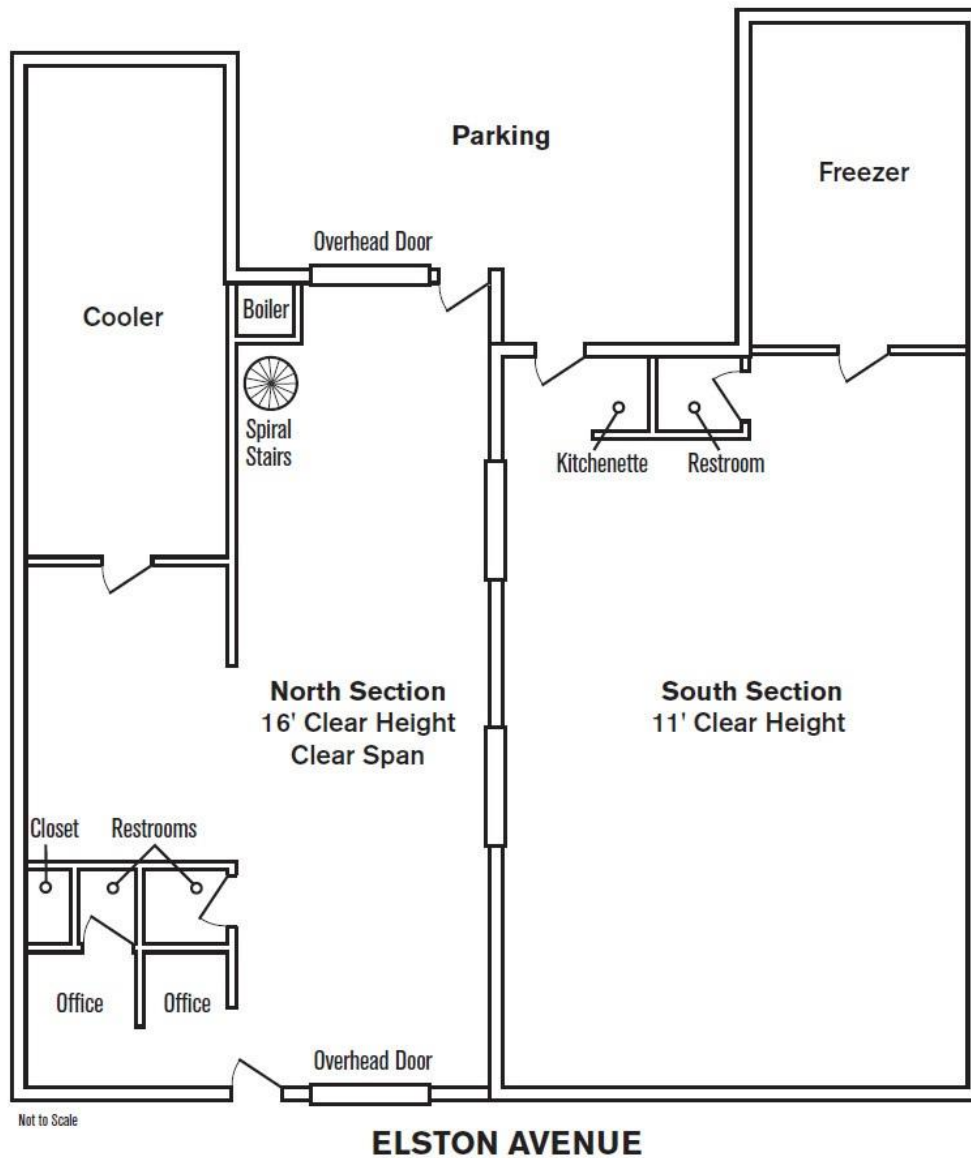 Parking
Freezer
Overhead Door
Cooler
Boiler
Spiral
Stairs
Kitchenette
Restroom
North Section
16' Clear Height
Clear Span
South Section
11' Clear Height
Closet
Restrooms
Office
Office
Overhead Door
Not to Scale
ELSTON AVENUE